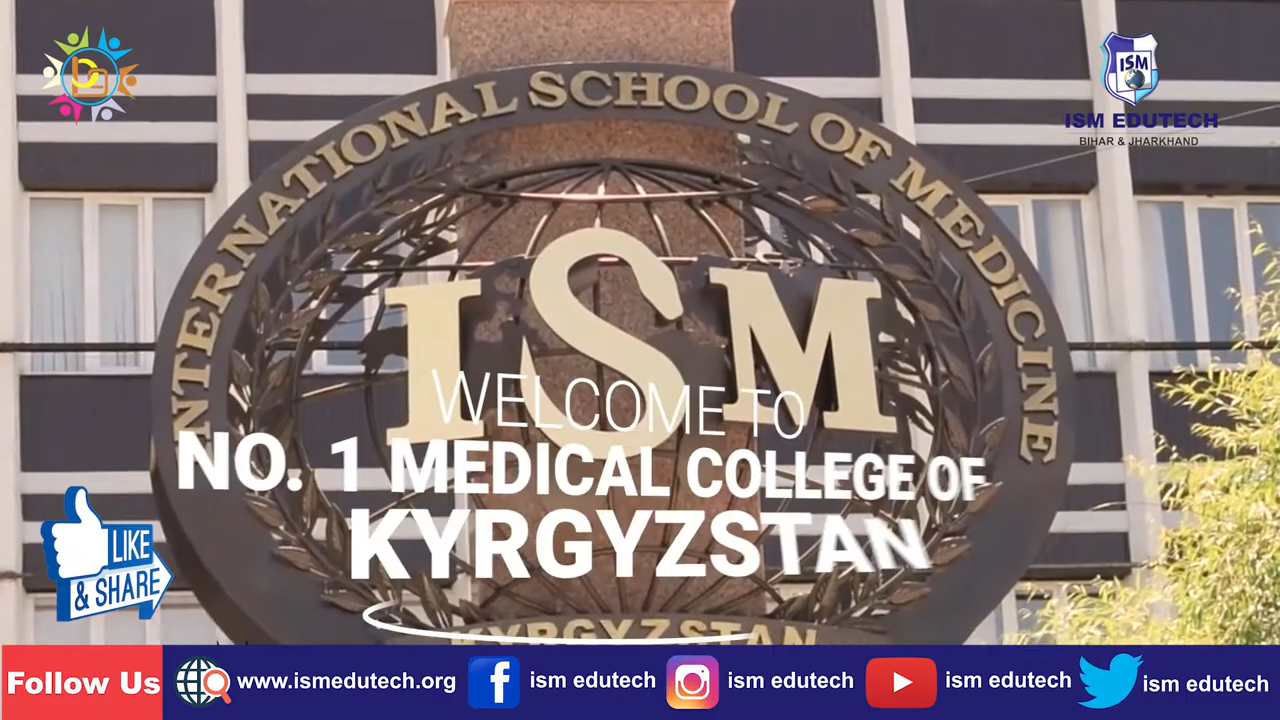 INTERNATIONAL SCHOOL OF MEDICINE
ISM
KYRGYZSTAN
ISM
ISM EDUTECH
BIHAR & JHARKHAND
WELCOME TO
NO. 1 MEDICAL COLLEGE OF
KYRGYZSTAN
LIKE
& SHARE
Follow Us
www.ismedutech.org
ism edutech
ism edutech
ism edutech
ism edutech